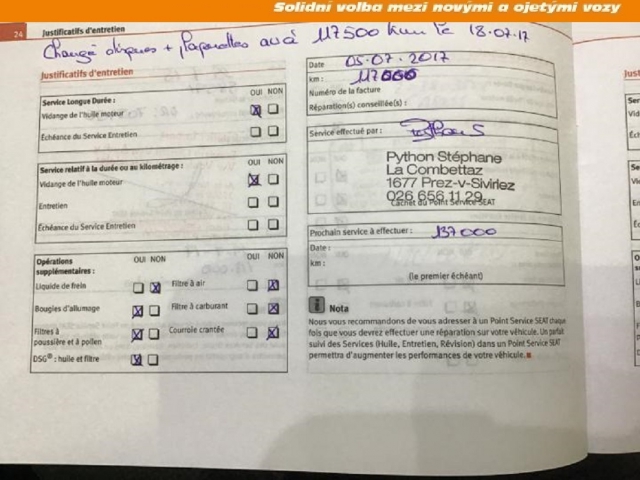 Solidní volba mezi novými a ojetými vozy
24 Justificatifs d'entretien
Changé disques + plaquettes av à 117500 km le 18.07.17
Justificatifs d'entretien
Service Longue Durée : OUI NON
Vidange de l'huile moteur
Échéance du Service Entretien
Service relatif à la durée ou au kilométrage : OUI NON
Vidange de l'huile moteur
Entretien
Échéance du Service Entretien
Opérations supplémentaires : OUI NON OUI NON
Liquide de frein Filtre à air
Bougies d'allumage Filtre à carburant
Filtres à poussière et à pollen Courroie crantée
DSG® : huile et filtre
Date 05.07.2017
km : 117000
Numéro de la facture
Réparation(s) conseillée(s) :
Service effectué par :
Python Stéphane
La Combettaz
1677 Prez-v-Siviriez
026 656 11 29
Cachet du Point Service SEAT
Prochain service à effectuer : 137000
Date :
km :
(le premier échéant)
Nota
Nous vous recommandons de vous adresser à un Point Service SEAT chaque
fois que vous devrez effectuer une réparation sur votre véhicule. Un parfait
suivi des Services (Huile, Entretien, Révision) dans un Point Service SEAT
permettra d'augmenter les performances de votre véhicule.